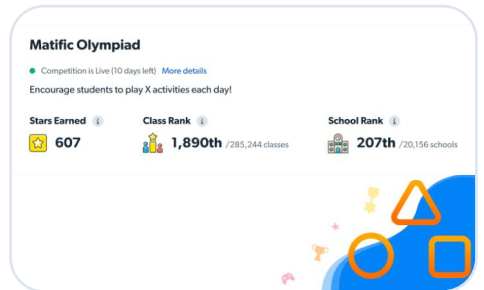 Matific Olympiad
Competition is Live (10 days left) More details
Encourage students to play X activities each day!
Stars Earned i Class Rank i School Rank i
607 1,890th /285,244 classes 207th /20,156 schools